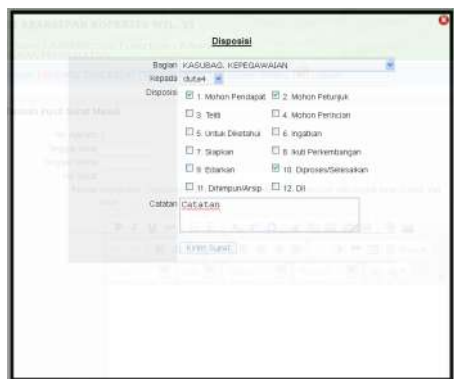 Disposisi
Bagian KASUBAG. KEPEGAWAIAN
Kepada duta4
Disposisi 1. Mohon Pendapat 2. Mohon Petunjuk
3. Teliti 4. Mohon Perincian
5. Untuk Diketahui 6. Ingatkan
7. Siapkan 8. Ikuti Perkembangan
9. Edarkan 10. Diproses/Selesaikan
11. Dihimpun/Arsip 12. Dll
Catatan Catatan
Kirim Surat